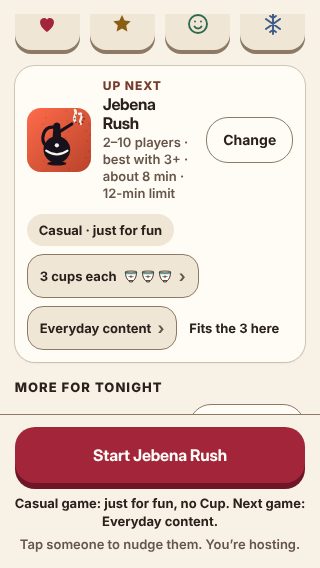 UP NEXT
Jebena
Rush
2–10 players ·
best with 3+ ·
about 8 min ·
12-min limit
Change
Casual · just for fun
3 cups each ›
Everyday content ›
Fits the 3 here
MORE FOR TONIGHT
Start Jebena Rush
Casual game: just for fun, no Cup. Next game:
Everyday content.
Tap someone to nudge them. You’re hosting.